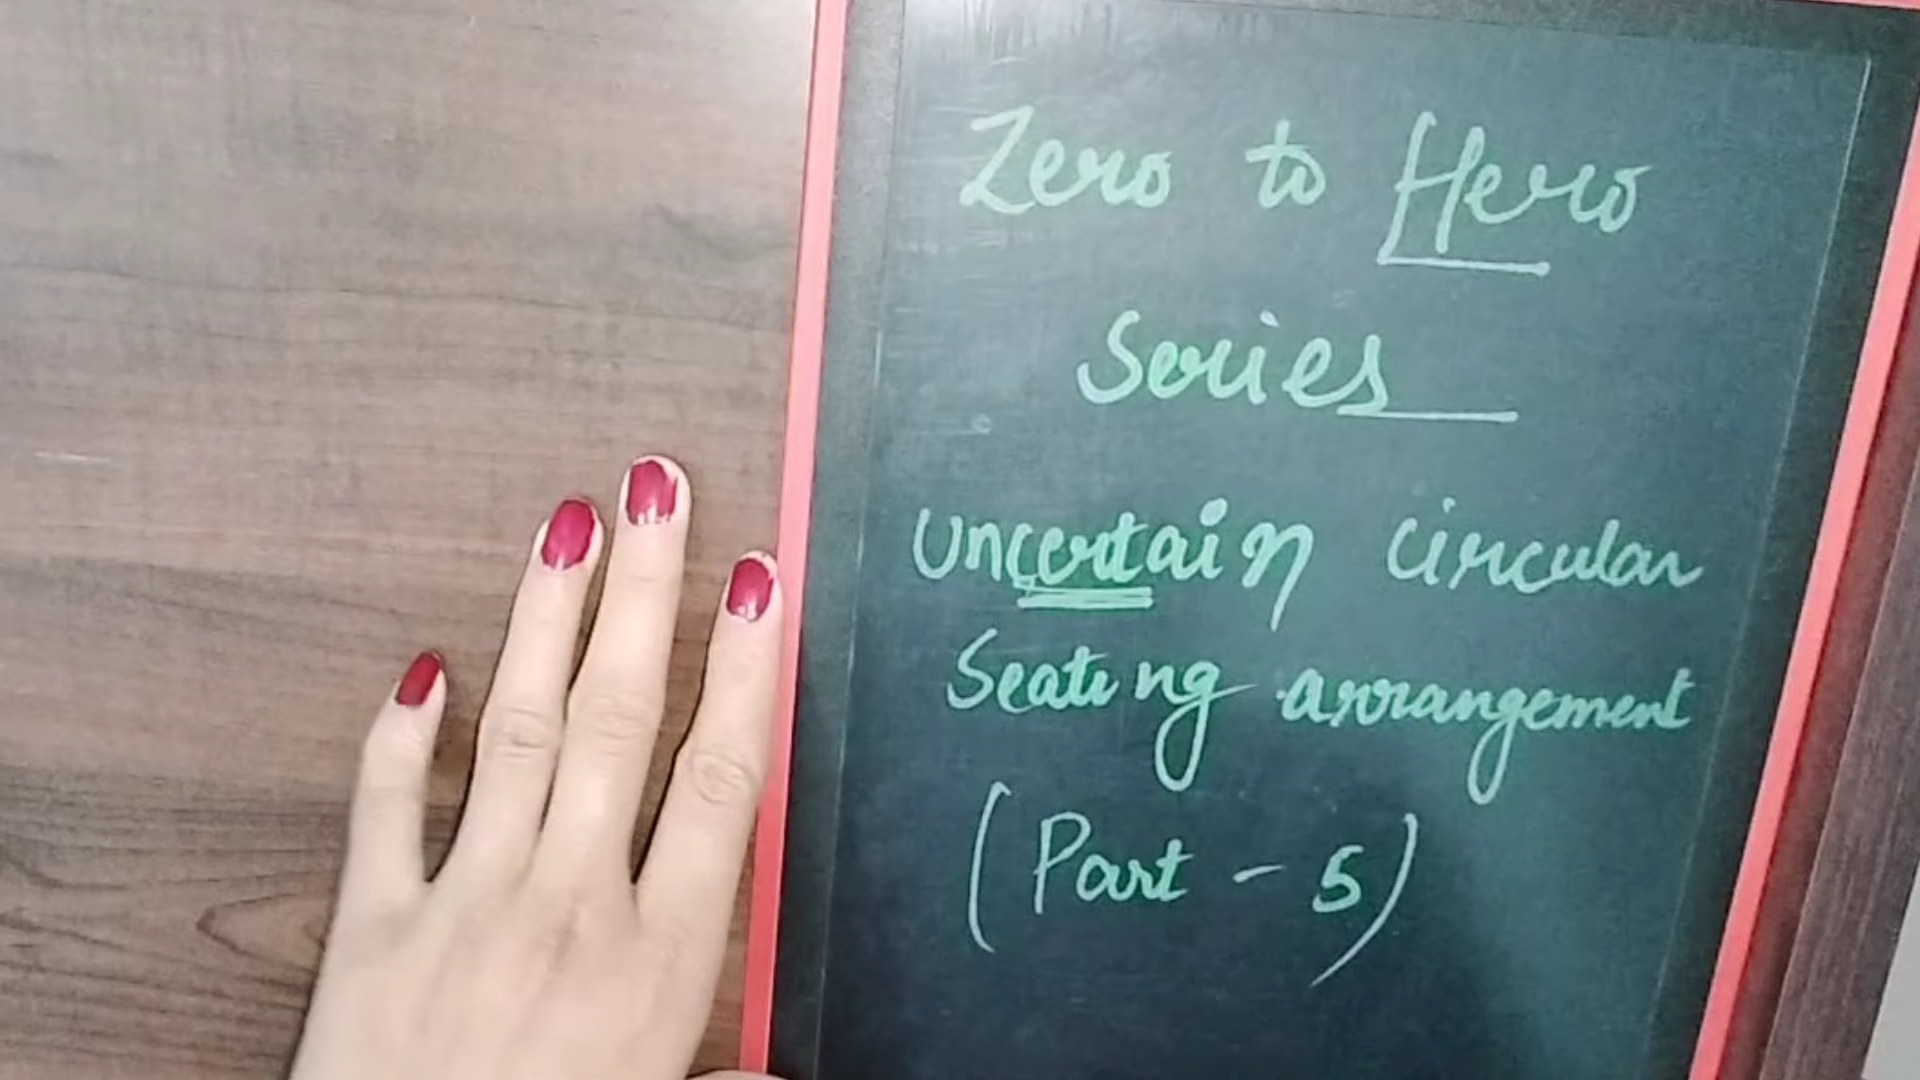 Zero to Hero
Series
Uncertain circular
Seating arrangement
(Part - 5)